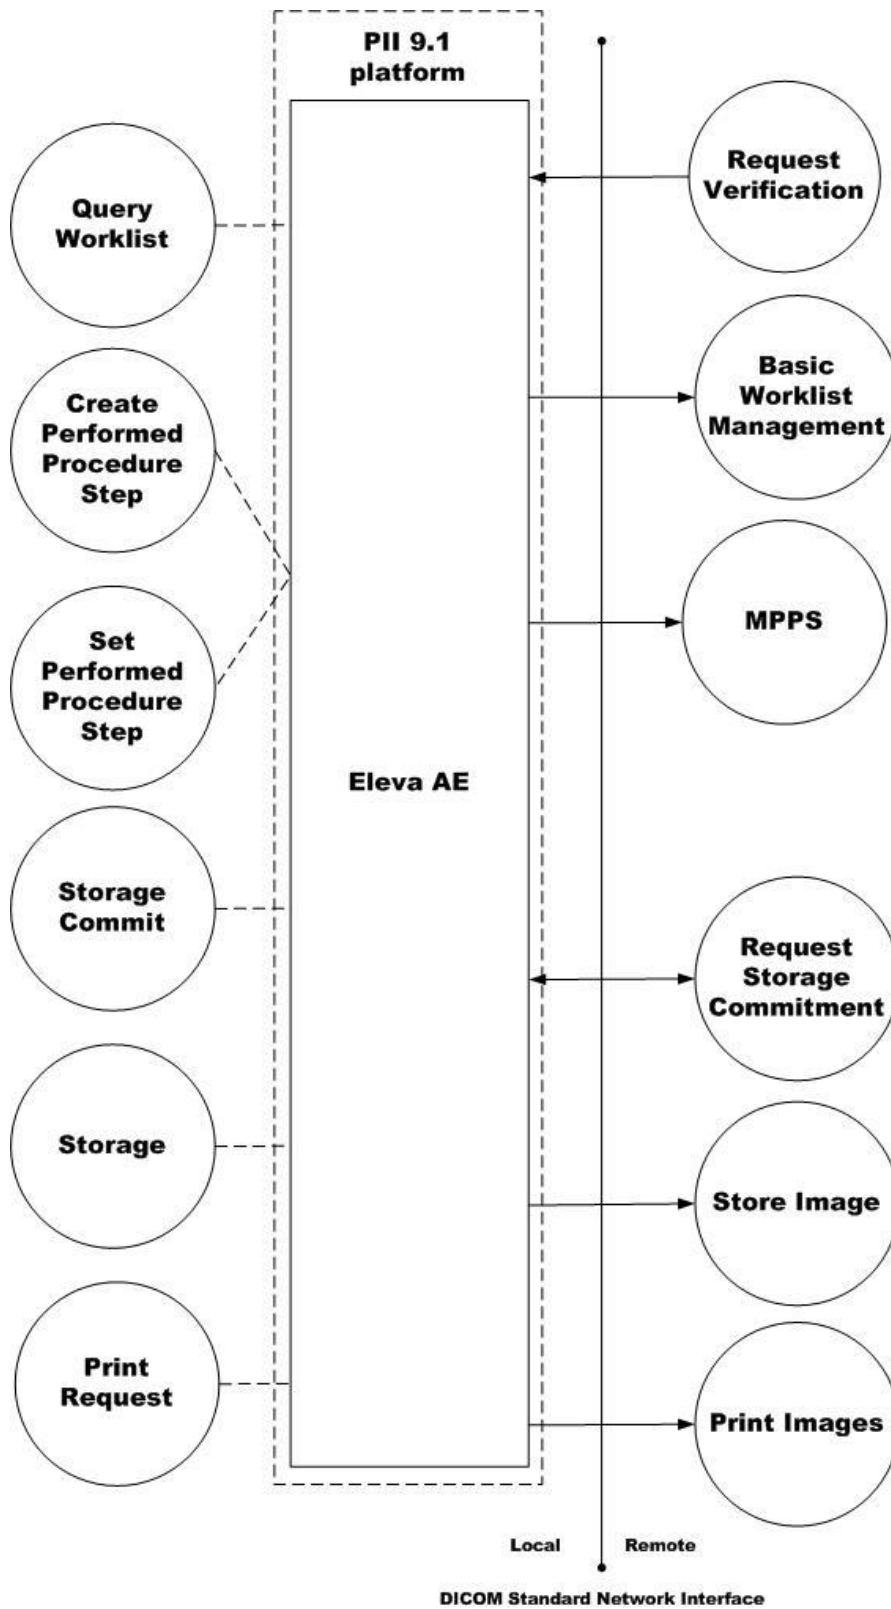 PII 9.1
platform
Query
Worklist
Create
Performed
Procedure
Step
Set
Performed
Procedure
Step
Storage
Commit
Storage
Print
Request
Eleva AE
Request
Verification
Basic
Worklist
Management
MPPS
Request
Storage
Commitment
Store Image
Print Images
Local
Remote
DICOM Standard Network Interface